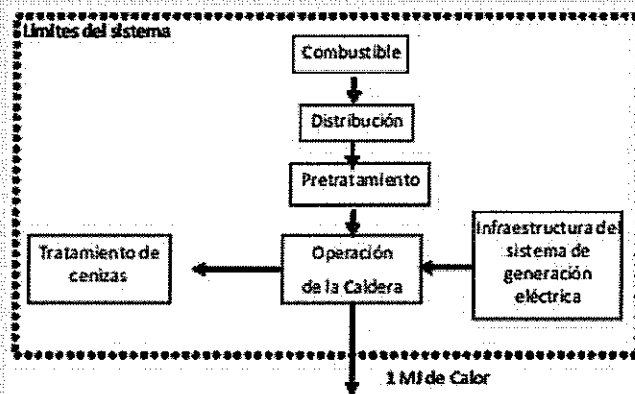 Límites del sistema
Combustible
Distribución
Pretratamiento
Tratamiento de
cenizas
Operación
de la Caldera
Infraestructura del
sistema de
generación
eléctrica
1 MJ de Calor